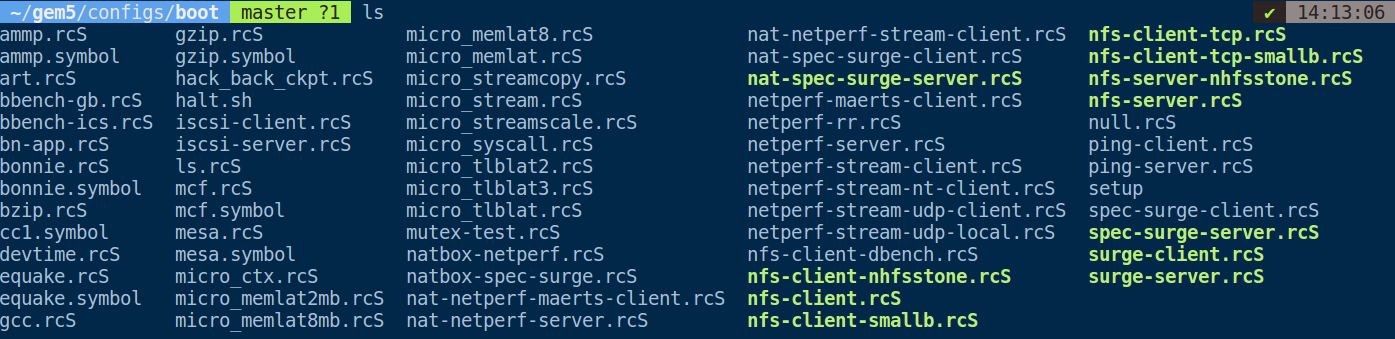 ~/gem5/configs/boot master ?1 ls ✔ 14:13:06
ammp.rcS gzip.rcS micro_memlat8.rcS nat-netperf-stream-client.rcS nfs-client-tcp.rcS
ammp.symbol gzip.symbol micro_memlat.rcS nat-spec-surge-client.rcS nfs-client-tcp-smallb.rcS
art.rcS hack_back_ckpt.rcS micro_streamcopy.rcS nat-spec-surge-server.rcS nfs-server-nhfsstone.rcS
bbench-gb.rcS halt.sh micro_stream.rcS netperf-maerts-client.rcS nfs-server.rcS
bbench-ics.rcS iscsi-client.rcS micro_streamscale.rcS netperf-rr.rcS null.rcS
bn-app.rcS iscsi-server.rcS micro_syscall.rcS netperf-server.rcS ping-client.rcS
bonnie.rcS ls.rcS micro_tlblat2.rcS netperf-stream-client.rcS ping-server.rcS
bonnie.symbol mcf.rcS micro_tlblat3.rcS netperf-stream-nt-client.rcS setup
bzip.rcS mcf.symbol micro_tlblat.rcS netperf-stream-udp-client.rcS spec-surge-client.rcS
cc1.symbol mesa.rcS mutex-test.rcS netperf-stream-udp-local.rcS spec-surge-server.rcS
devtime.rcS mesa.symbol natbox-netperf.rcS nfs-client-dbench.rcS surge-client.rcS
equake.rcS micro_ctx.rcS natbox-spec-surge.rcS nfs-client-nhfsstone.rcS surge-server.rcS
equake.symbol micro_memlat2mb.rcS nat-netperf-maerts-client.rcS nfs-client.rcS
gcc.rcS micro_memlat8mb.rcS nat-netperf-server.rcS nfs-client-smallb.rcS